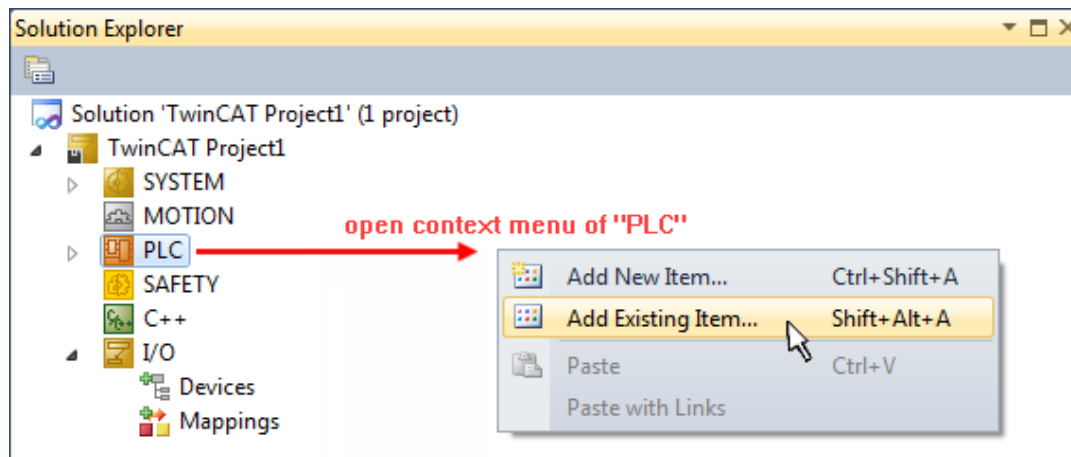 Solution Explorer
Solution 'TwinCAT Project1' (1 project)
TwinCAT Project1
SYSTEM
MOTION
open context menu of "PLC"
PLC
SAFETY
C++
I/O
Devices
Mappings
Add New Item... Ctrl+Shift+A
Add Existing Item... Shift+Alt+A
Paste Ctrl+V
Paste with Links